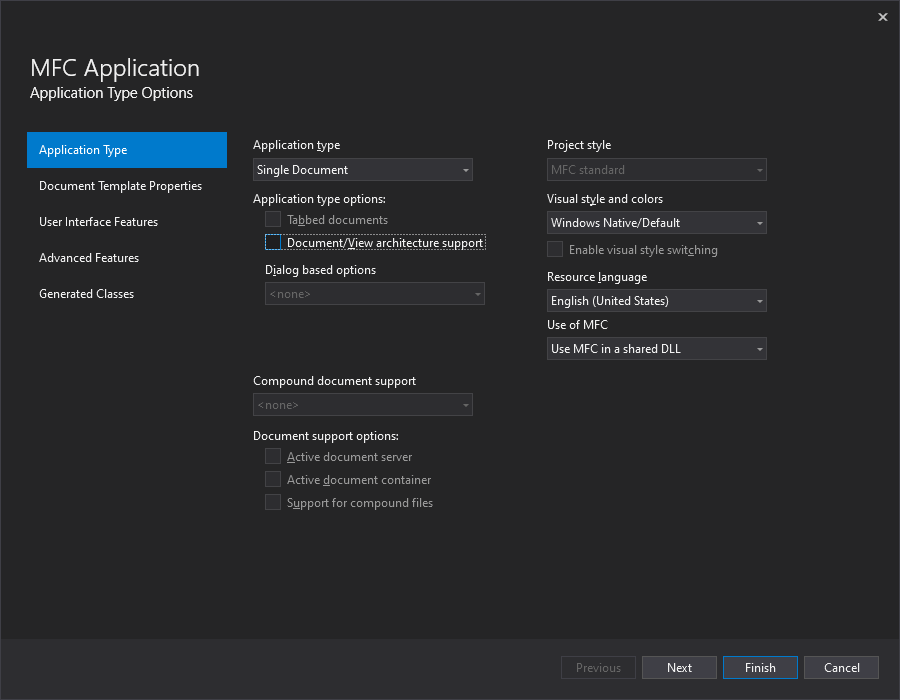 MFC Application
Application Type Options
Application Type
Document Template Properties
User Interface Features
Advanced Features
Generated Classes
Application type
Single Document
Application type options:
Tabbed documents
Document/View architecture support
Dialog based options
<none>
Compound document support
<none>
Document support options:
Active document server
Active document container
Support for compound files
Project style
MFC standard
Visual style and colors
Windows Native/Default
Enable visual style switching
Resource language
English (United States)
Use of MFC
Use MFC in a shared DLL
Previous
Next
Finish
Cancel